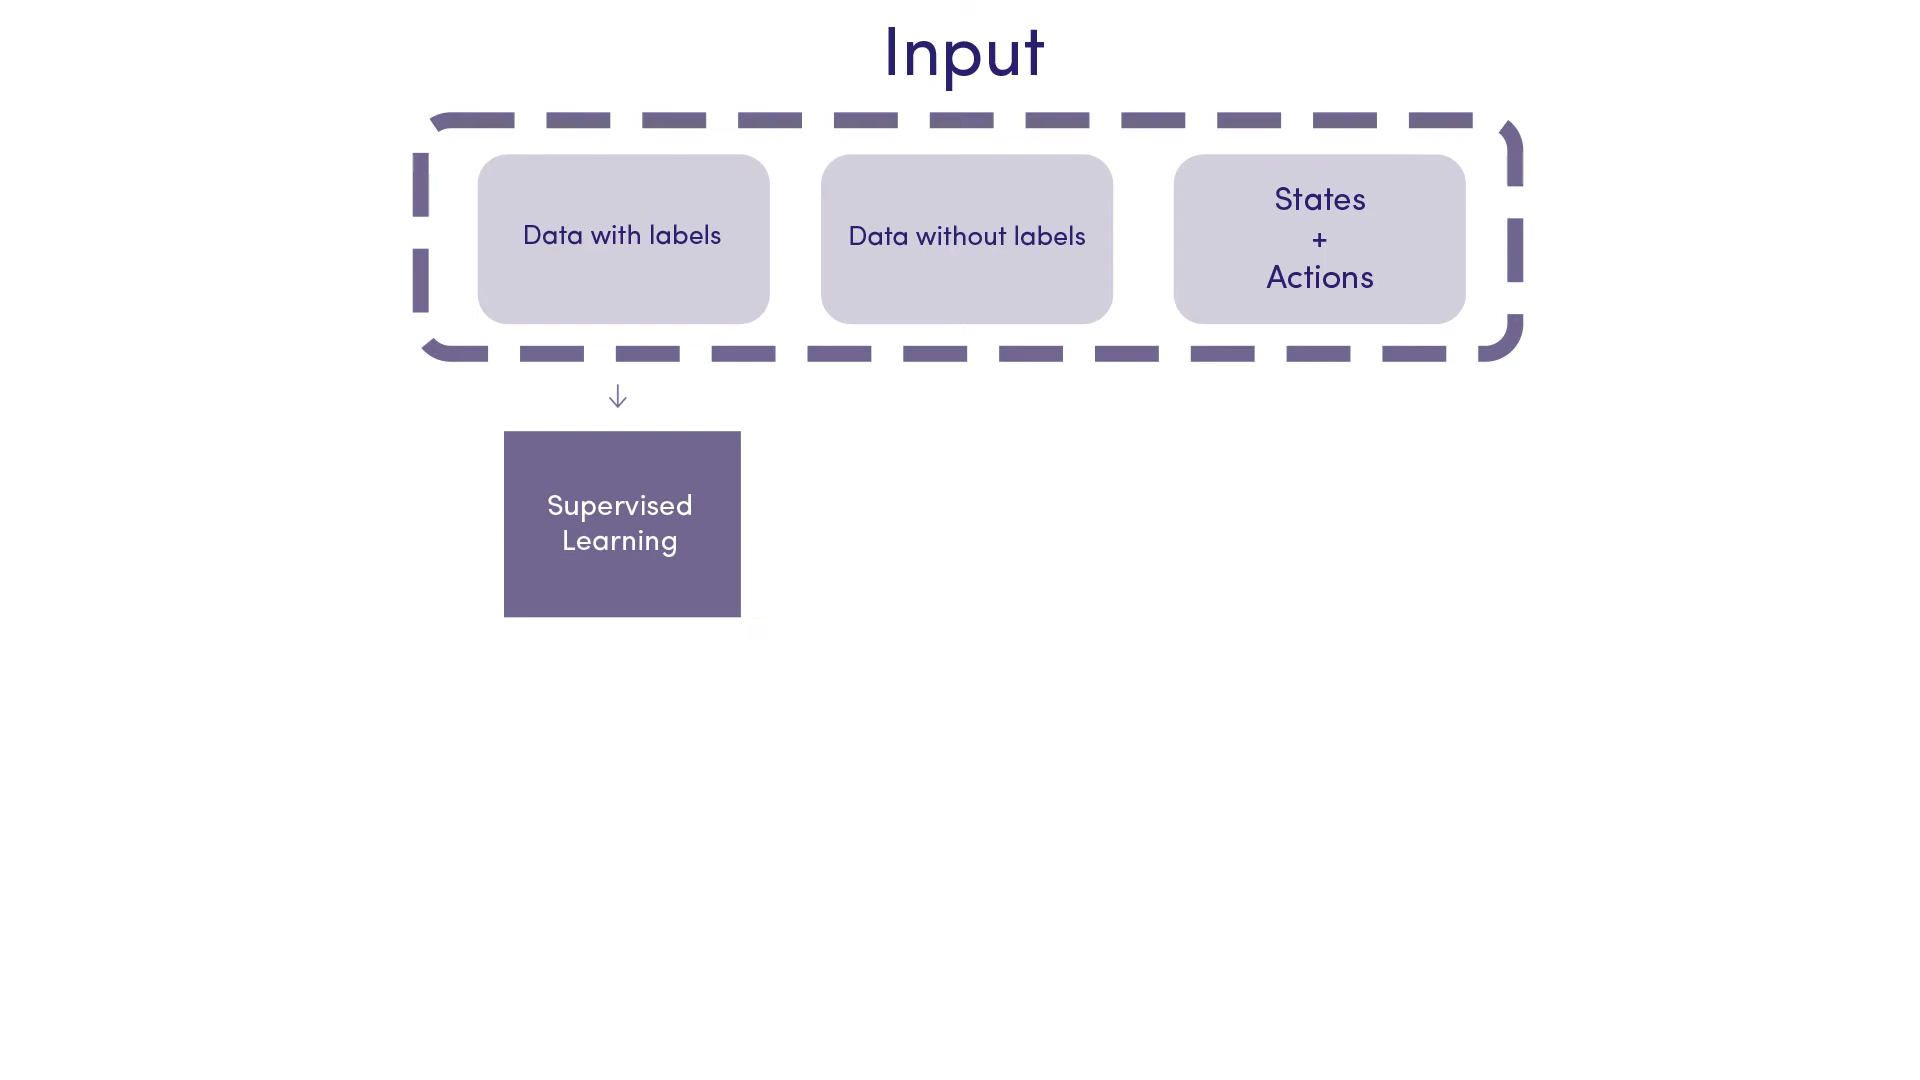 Input
Data with labels
Data without labels
States
+
Actions
Supervised
Learning